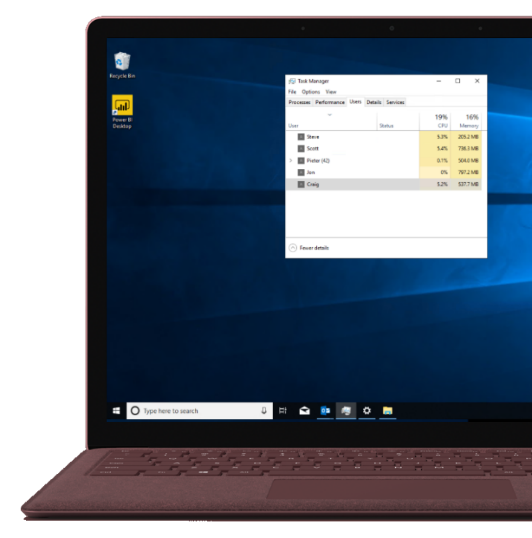 Recycle Bin
Power BI
Desktop
Task Manager
File Options View
Processes Performance Users Details Services
19% 16%
User Status CPU Memory
Steve 5.3% 205.2 MB
Scott 5.4% 738.3 MB
Pieter (42) 0.1% 509.0 MB
Jon 0% 787.2 MB
Craig 5.2% 537.7 MB
Fewer details
Type here to search